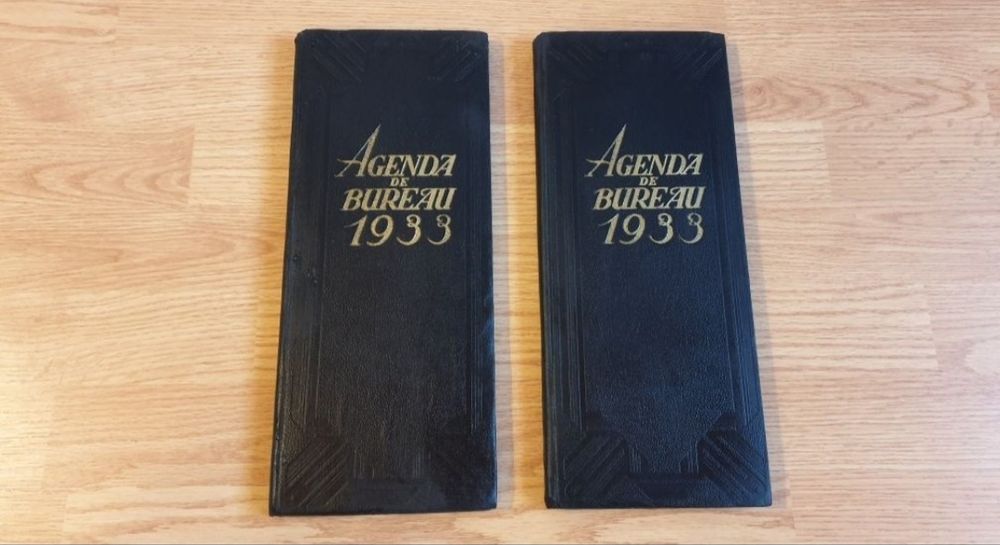 AGENDA
DE
BUREAU
1933
AGENDA
DE
BUREAU
1933